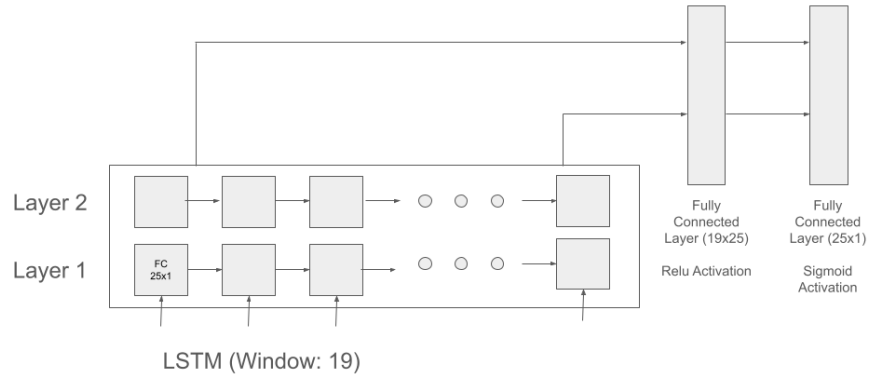 Layer 2
Layer 1
FC
25x1
LSTM (Window: 19)
Fully
Connected
Layer (19x25)
Relu Activation
Fully
Connected
Layer (25x1)
Sigmoid
Activation